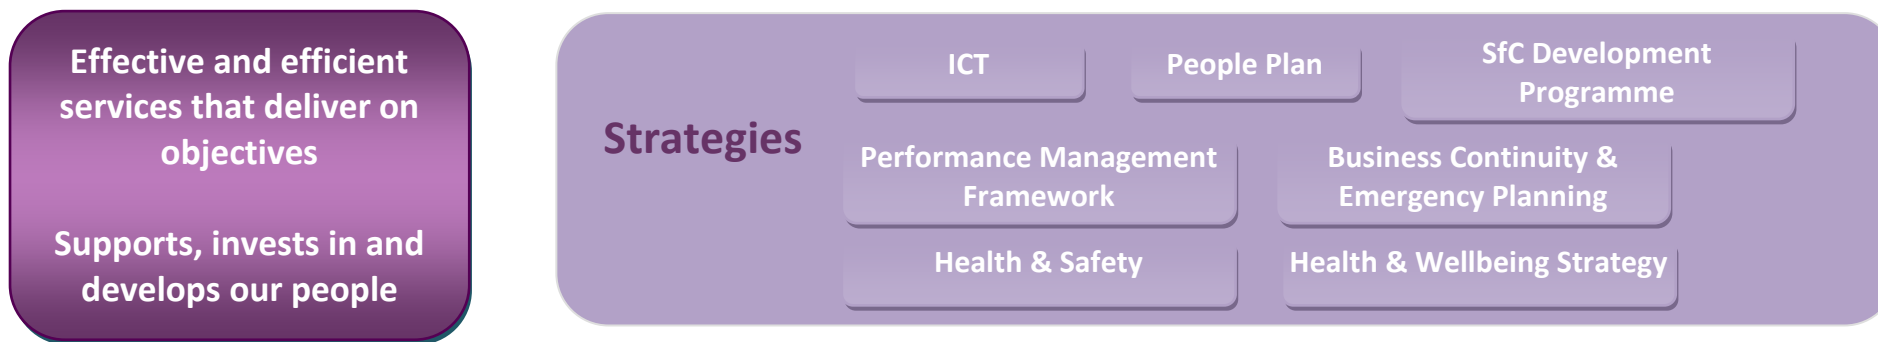 Effective and efficient
services that deliver on
objectives
Supports, invests in and
develops our people
Strategies
ICT
People Plan
SfC Development
Programme
Performance Management
Framework
Business Continuity &
Emergency Planning
Health & Safety
Health & Wellbeing Strategy